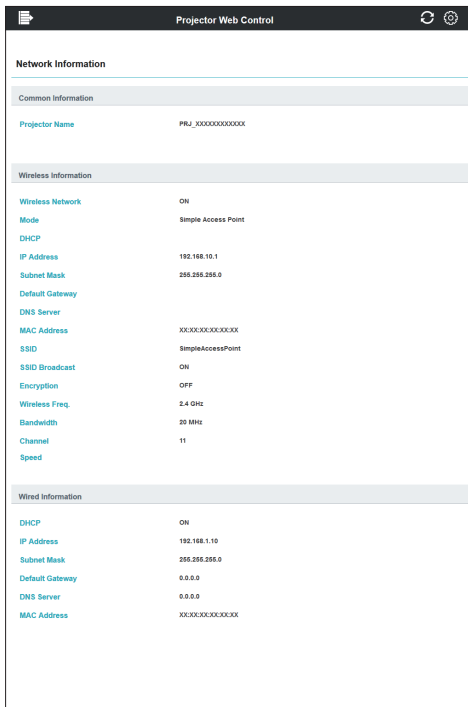 Projector Web Control
Network Information
Common Information
Projector Name PRJ_XXXXXXXXXXXX
Wireless Information
Wireless Network ON
Mode Simple Access Point
DHCP
IP Address 192.168.10.1
Subnet Mask 255.255.255.0
Default Gateway
DNS Server
MAC Address XX:XX:XX:XX:XX:XX
SSID SimpleAccessPoint
SSID Broadcast ON
Encryption OFF
Wireless Freq. 2.4 GHz
Bandwidth 20 MHz
Channel 11
Speed
Wired Information
DHCP ON
IP Address 192.168.1.10
Subnet Mask 255.255.255.0
Default Gateway 0.0.0.0
DNS Server 0.0.0.0
MAC Address XX:XX:XX:XX:XX:XX